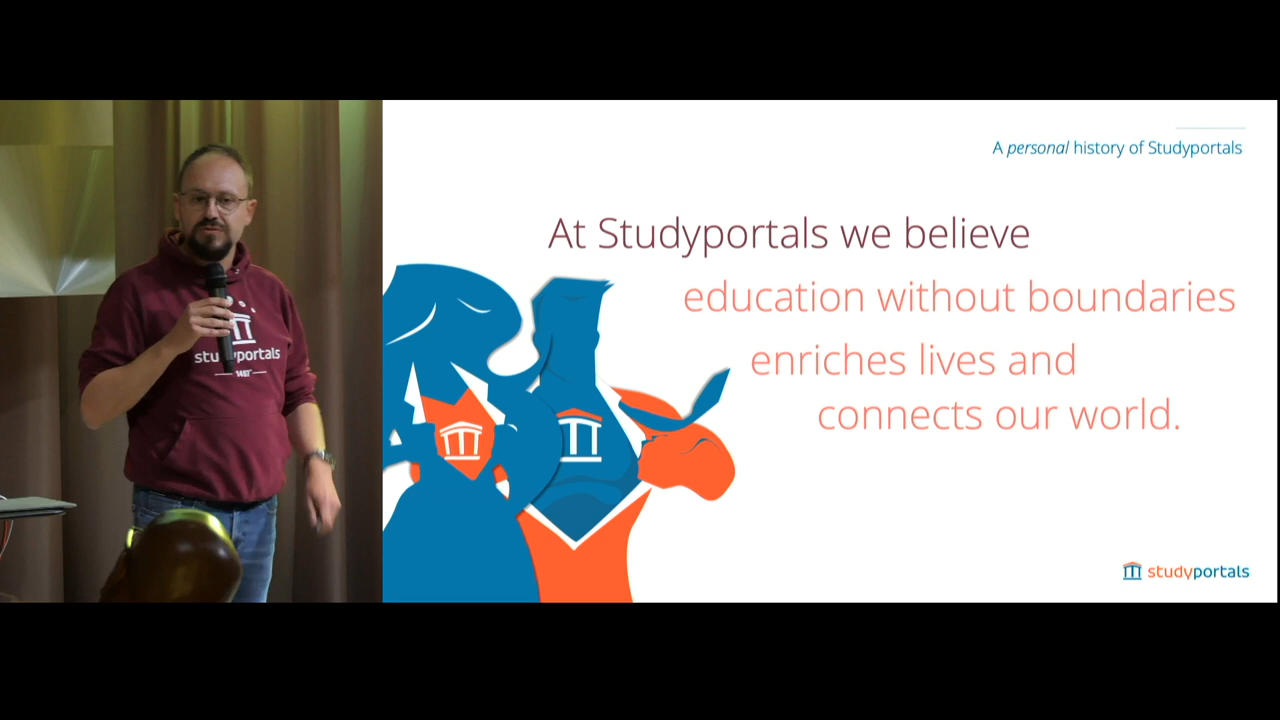 A personal history of Studyportals
At Studyportals we believe
education without boundaries
enriches lives and
connects our world.
studyportals
studyportals